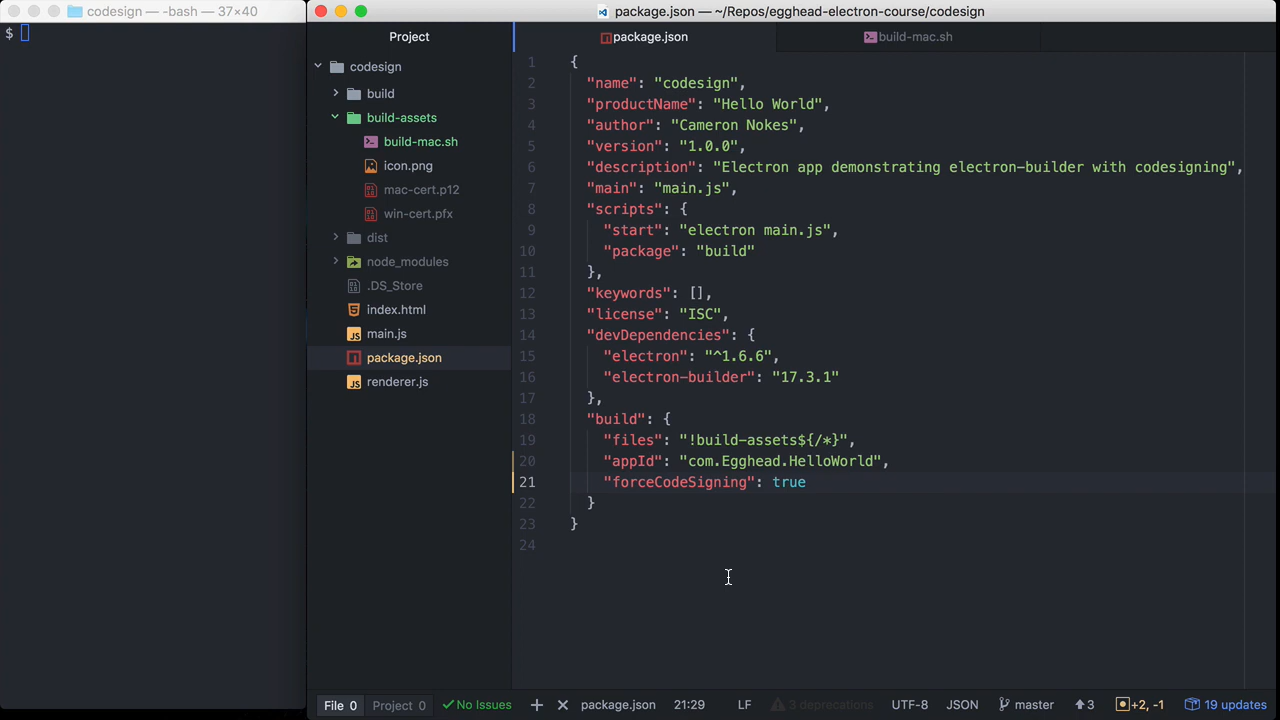 codesign — -bash — 37×40
$
package.json — ~/Repos/egghead-electron-course/codesign
Project
codesign
build
build-assets
build-mac.sh
icon.png
mac-cert.p12
win-cert.pfx
dist
node_modules
.DS_Store
index.html
main.js
package.json
renderer.js
package.json
build-mac.sh
1 {
2 "name": "codesign",
3 "productName": "Hello World",
4 "author": "Cameron Nokes",
5 "version": "1.0.0",
6 "description": "Electron app demonstrating electron-builder with codesigning",
7 "main": "main.js",
8 "scripts": {
9 "start": "electron main.js",
10 "package": "build"
11 },
12 "keywords": [],
13 "license": "ISC",
14 "devDependencies": {
15 "electron": "^1.6.6",
16 "electron-builder": "17.3.1"
17 },
18 "build": {
19 "files": "!build-assets${/*}",
20 "appId": "com.Egghead.HelloWorld",
21 "forceCodeSigning": true
22 }
23 }
24
File 0 Project 0 No Issues package.json 21:29 LF 3 deprecations UTF-8 JSON master 3 +2, -1 19 updates